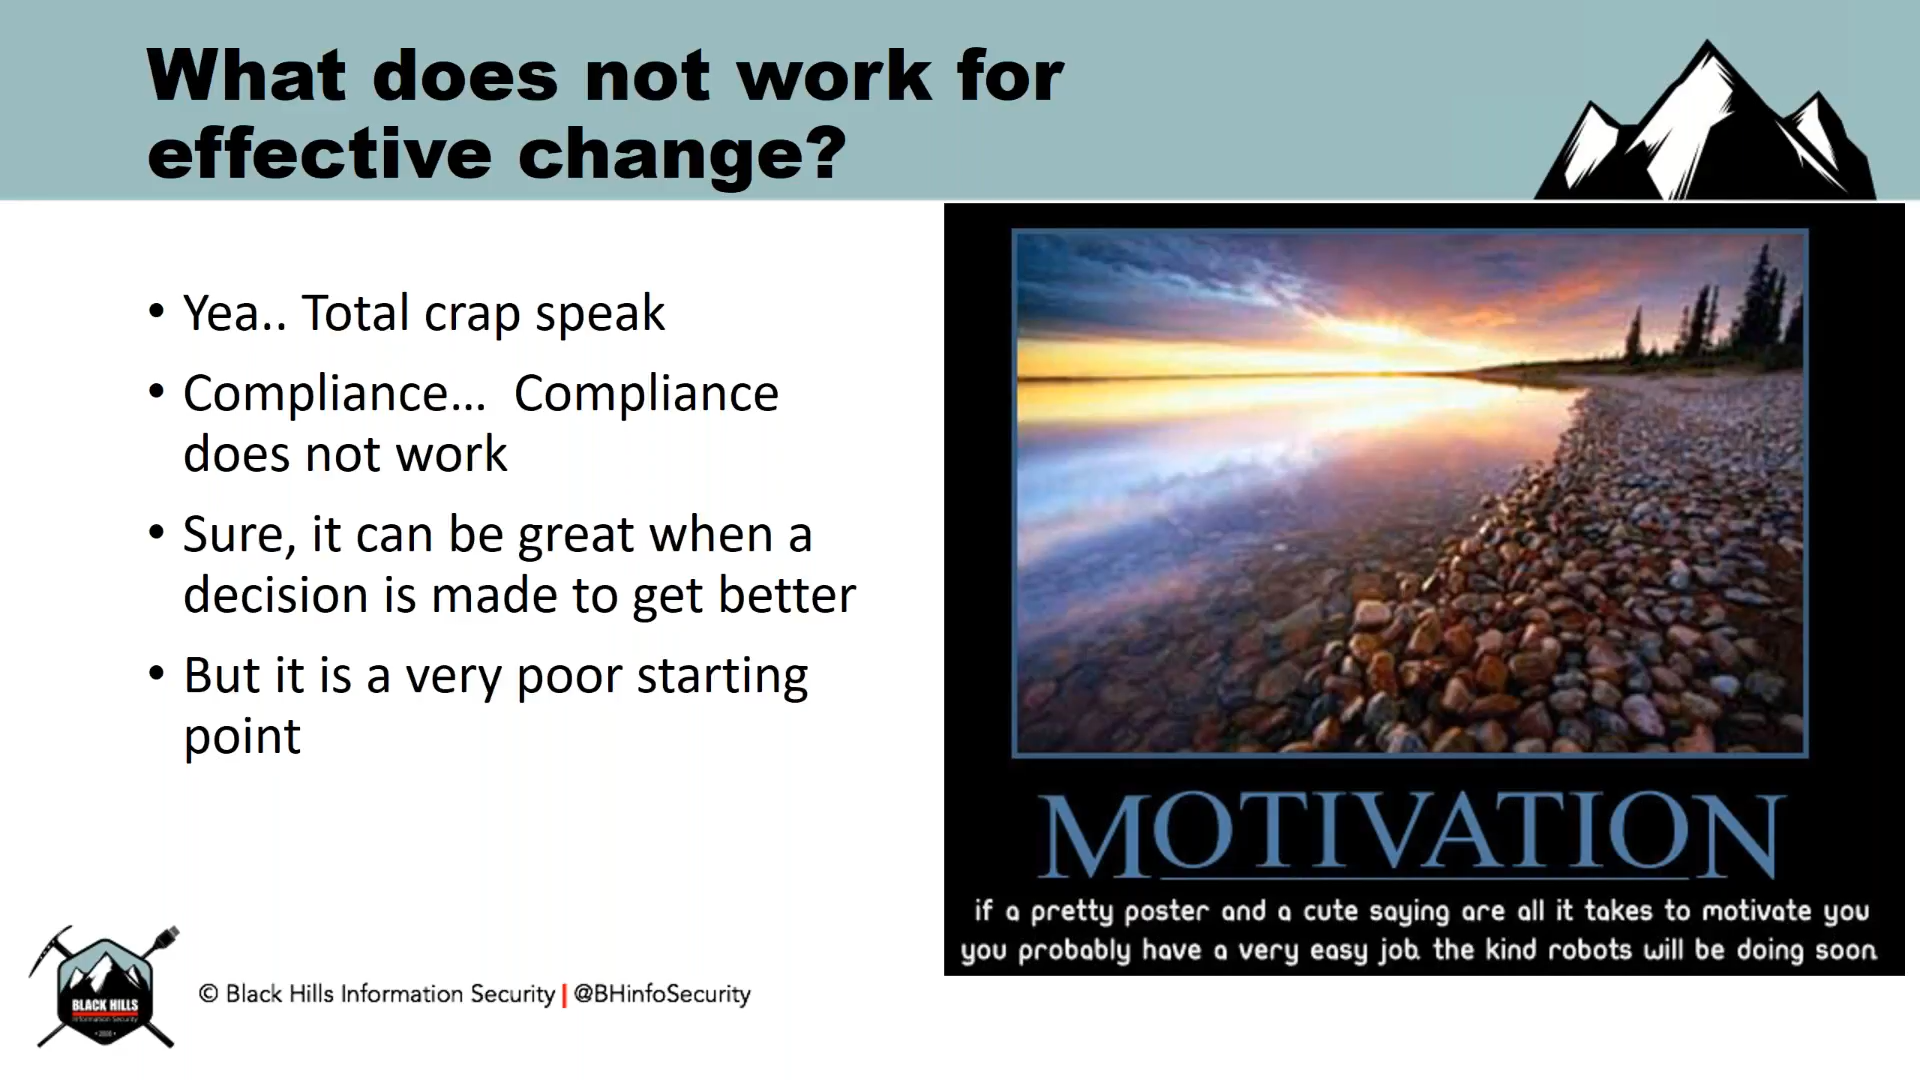 What does not work for
effective change?
• Yea.. Total crap speak
• Compliance...  Compliance
does not work
• Sure, it can be great when a
decision is made to get better
• But it is a very poor starting
point
MOTIVATION
if a pretty poster and a cute saying are all it takes to motivate you
you probably have a very easy job. the kind robots will be doing soon.
BLACK HILLS
Information Security
• 2008 •
© Black Hills Information Security | @BHinfoSecurity